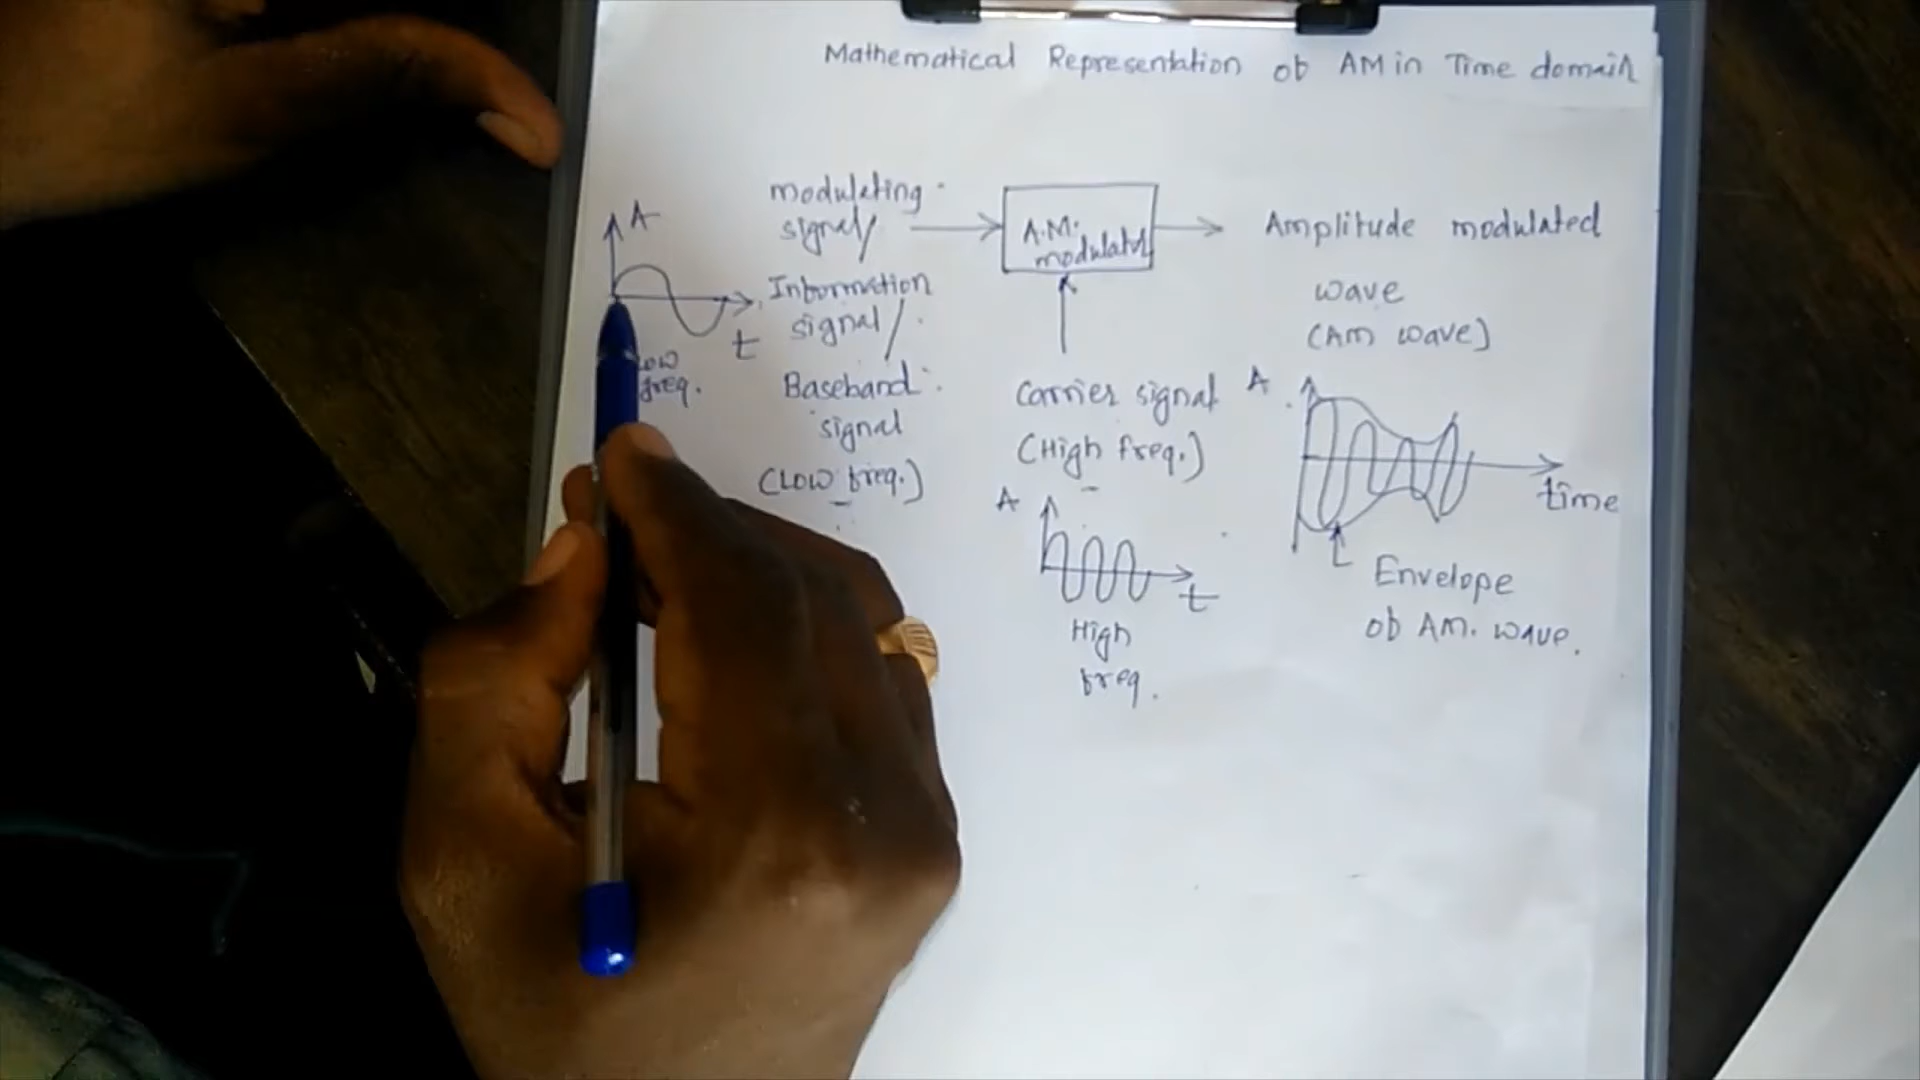 Mathematical Representation of AM in Time domain
A
t
Low
freq.
modulating
signal/
Information
signal/
Baseband
signal
(Low freq.)
A.M.
modulator
Carrier signal
(High freq.)
A
t
High
freq.
Amplitude modulated
wave
(Am wave)
A
time
Envelope
of AM. wave.